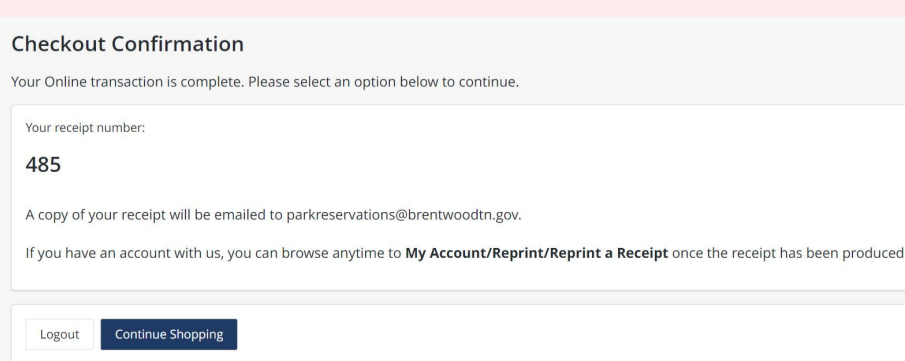 Checkout Confirmation
Your Online transaction is complete. Please select an option below to continue.
Your receipt number:
485
A copy of your receipt will be emailed to parkreservations@brentwoodtn.gov.
If you have an account with us, you can browse anytime to My Account/Reprint/Reprint a Receipt once the receipt has been produced
Logout Continue Shopping